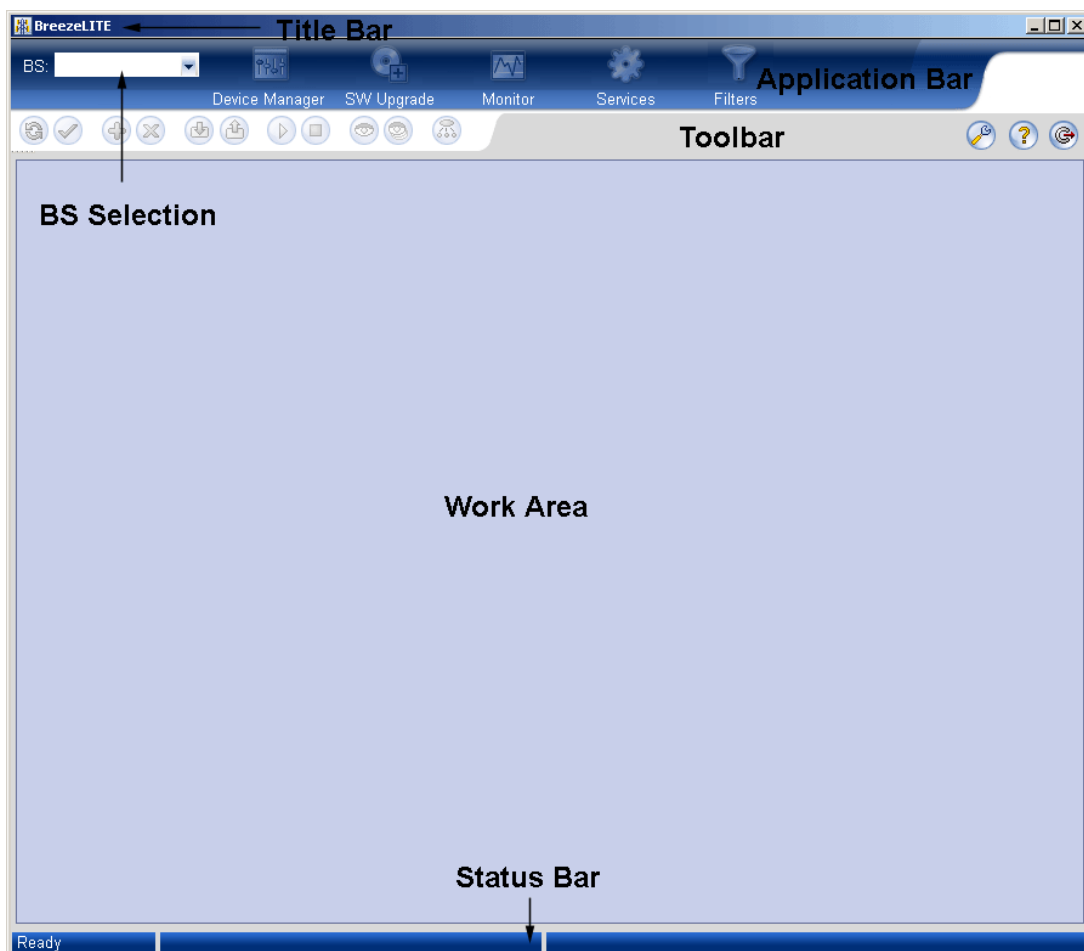 BreezeLITE
Title Bar
BS:
Device Manager
SW Upgrade
Monitor
Services
Filters
Application Bar
Toolbar
BS Selection
Work Area
Status Bar
Ready